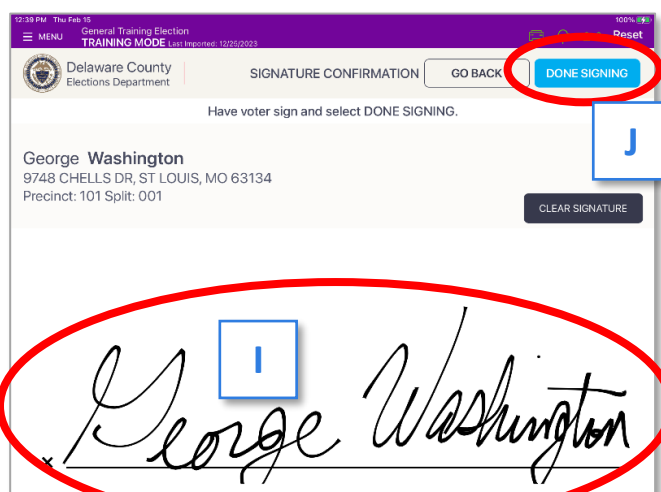 12:39 PM Thu Feb 15
100%
MENU
General Training Election
TRAINING MODE Last Imported: 12/25/2023
Reset
Delaware County
Elections Department
SIGNATURE CONFIRMATION
GO BACK
DONE SIGNING
Have voter sign and select DONE SIGNING.
J
George Washington
9748 CHELLS DR, ST LOUIS, MO 63134
Precinct: 101 Split: 001
CLEAR SIGNATURE
I
× George Washington